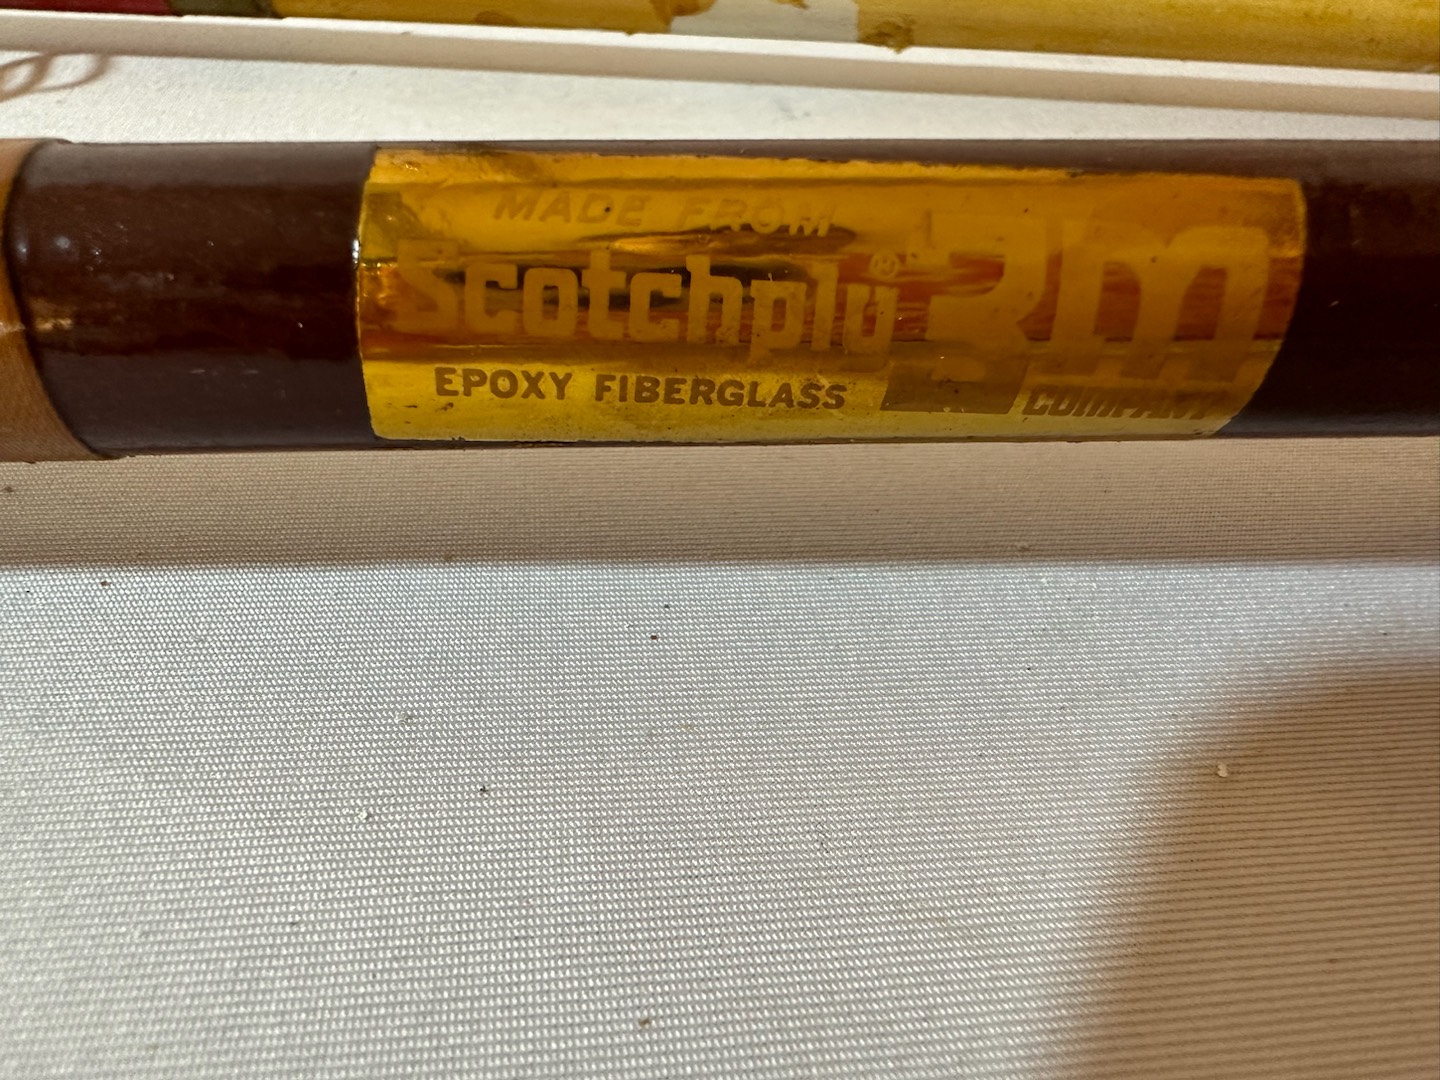 MADE FROM
Scotchply® 3m
EPOXY FIBERGLASS COMPANY